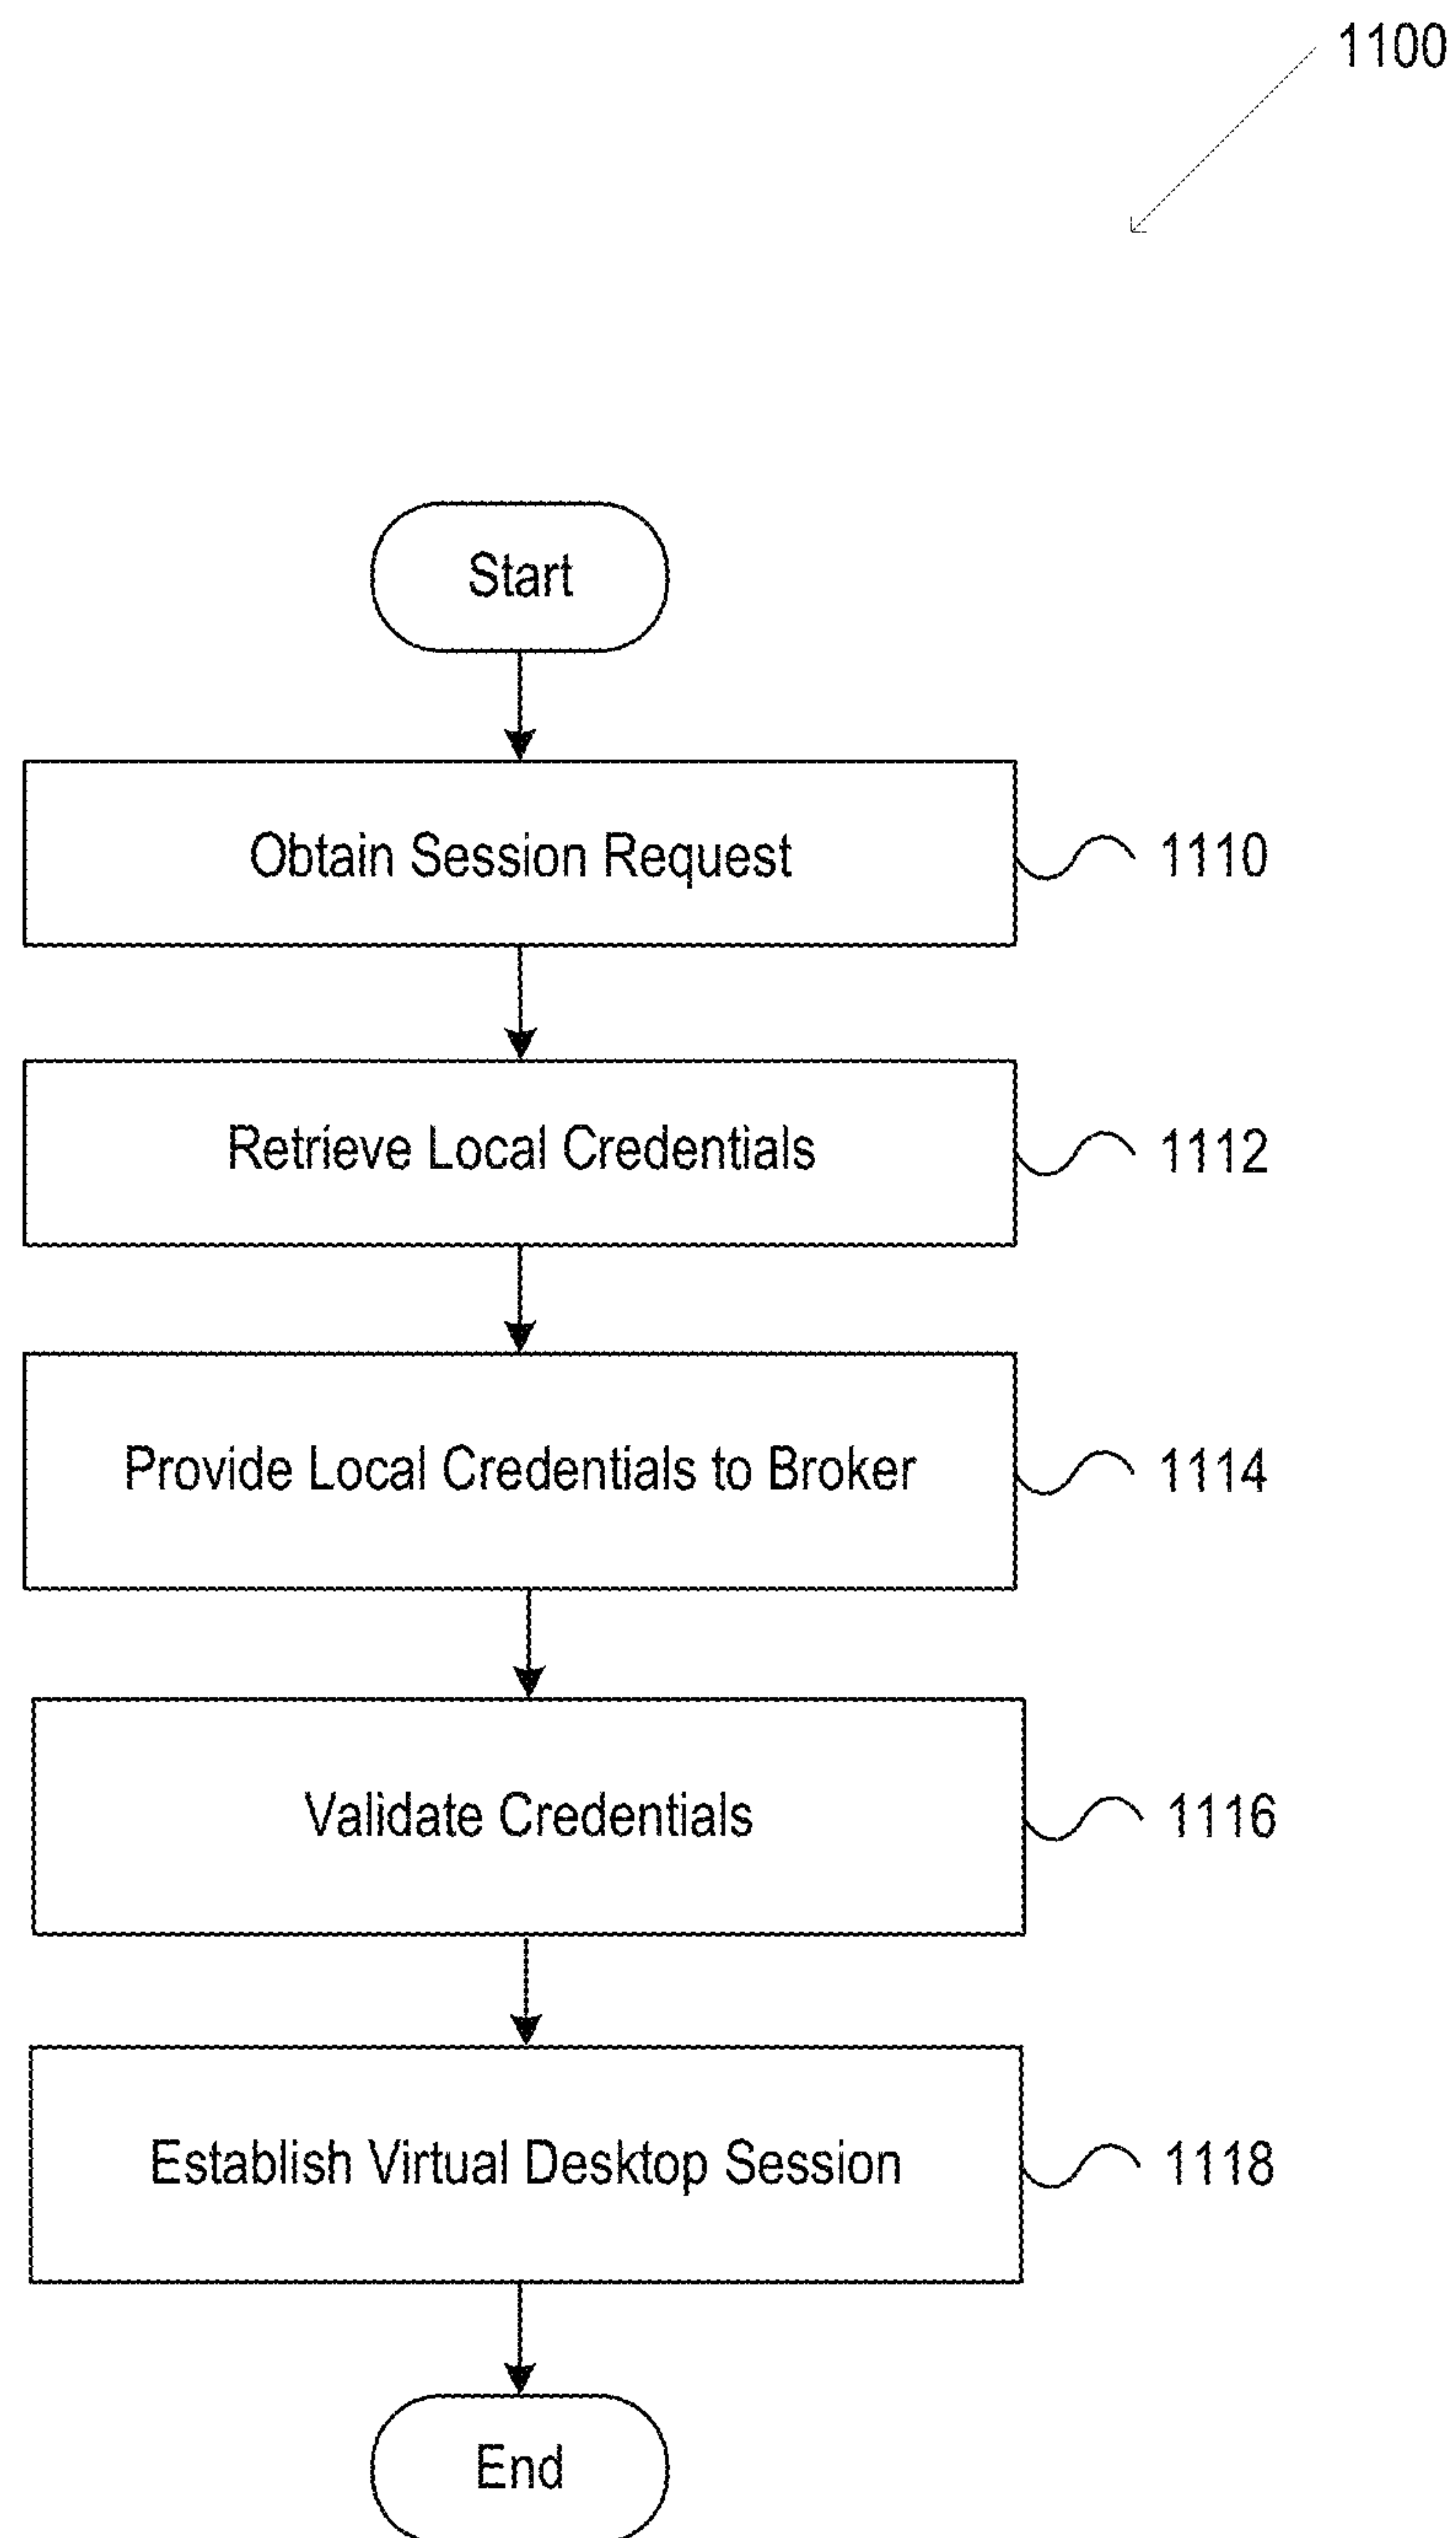 1100
Start
Obtain Session Request
1110
Retrieve Local Credentials
1112
Provide Local Credentials to Broker
1114
Validate Credentials
1116
Establish Virtual Desktop Session
1118
End